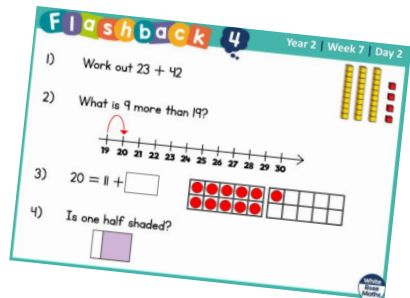 Flashback 4
Year 2 | Week 7 | Day 2
1) Work out 23 + 42
2) What is 9 more than 19?
19 20 21 22 23 24 25 26 27 28 29 30
3) 20 = 11 +
4) Is one half shaded?
White
Rose
Maths